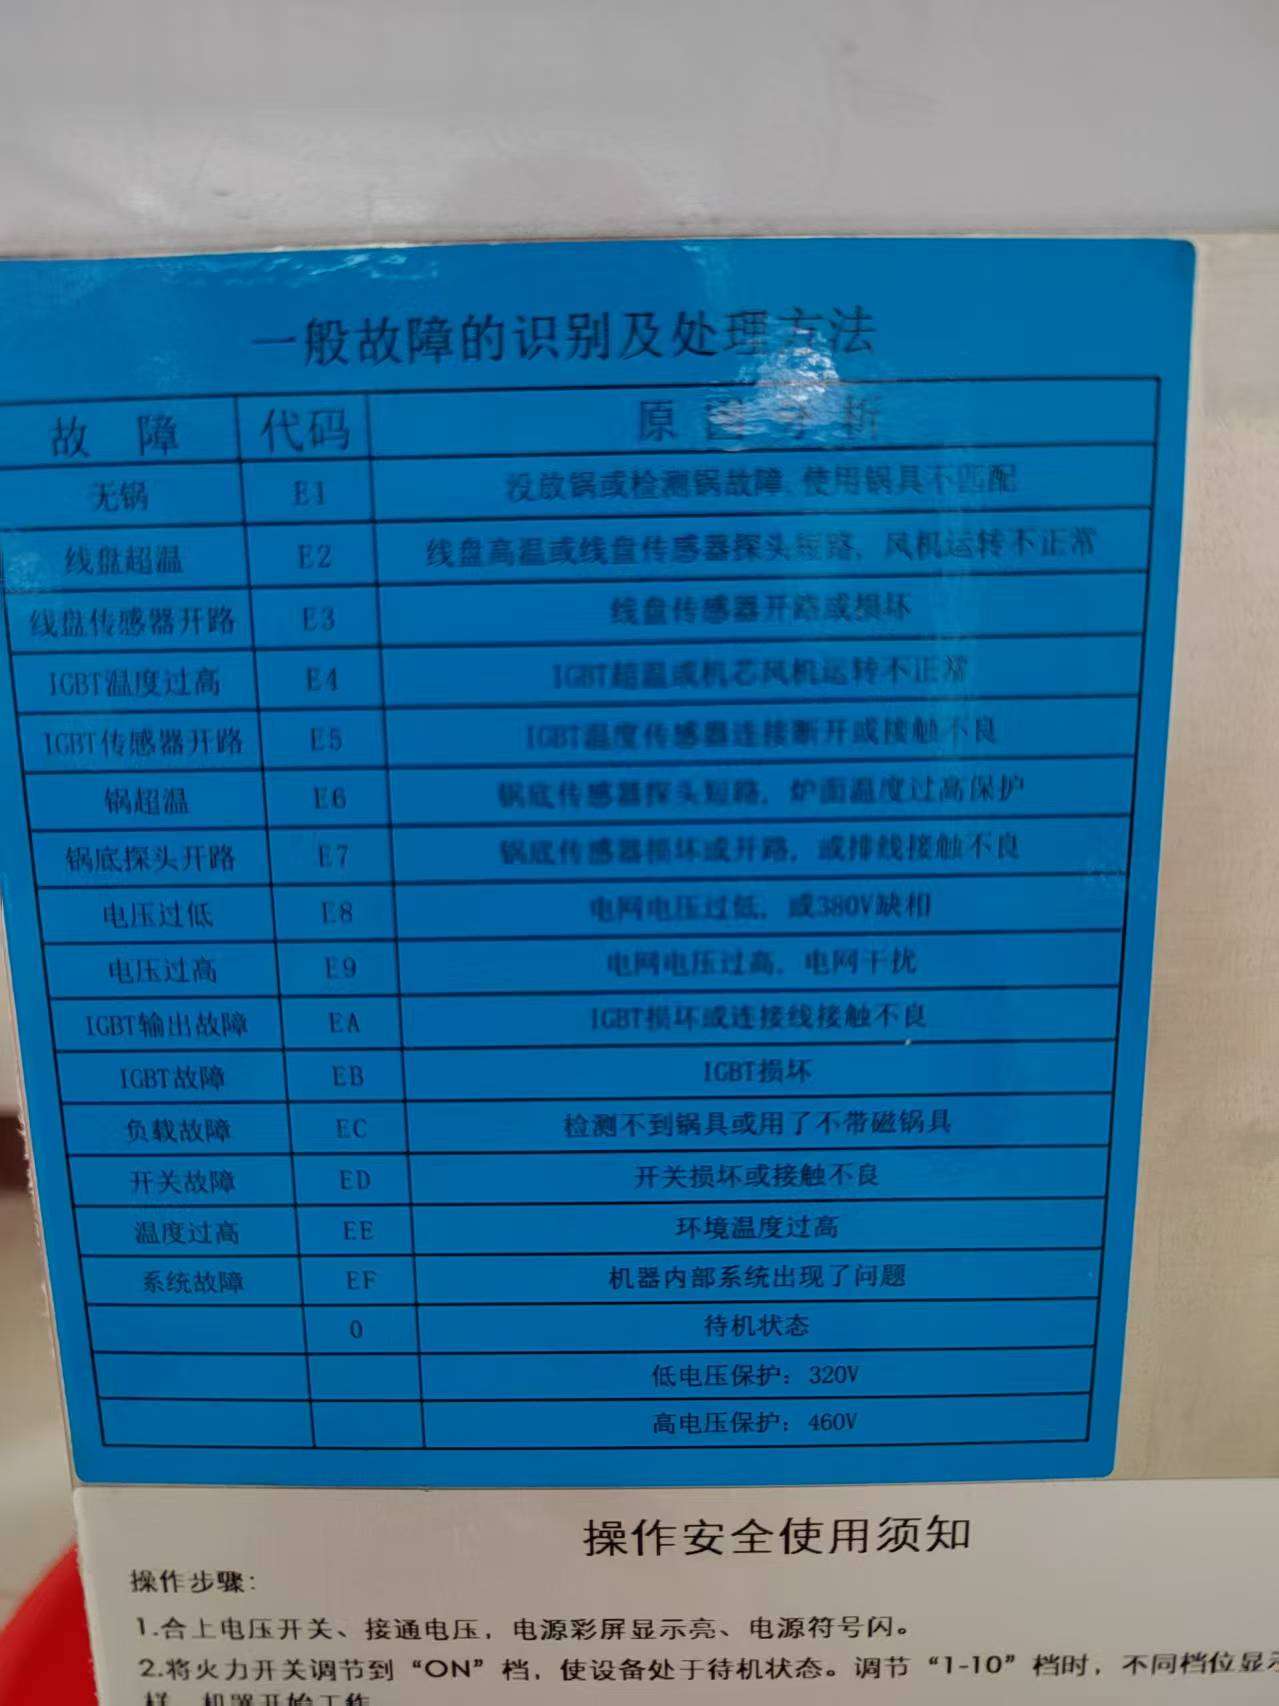 一般故障的识别及处理方法
故 障 代码 原因分析
无锅 E1 没放锅或检测锅故障、使用锅具不匹配
线盘超温 E2 线盘高温或线盘传感器探头短路，风机运转不正常
线盘传感器开路 E3 线盘传感器开路或损坏
IGBT温度过高 E4 IGBT超温或机芯风机运转不正常
IGBT传感器开路 E5 IGBT温度传感器连接断开或接触不良
锅超温 E6 锅底传感器探头短路，炉面温度过高保护
锅底探头开路 E7 锅底传感器损坏或开路，或排线接触不良
电压过低 E8 电网电压过低，或380V缺相
电压过高 E9 电网电压过高，电网干扰
IGBT输出故障 EA IGBT损坏或连接线接触不良
IGBT故障 EB IGBT损坏
负载故障 EC 检测不到锅具或用了不带磁锅具
开关故障 ED 开关损坏或接触不良
温度过高 EE 环境温度过高
系统故障 EF 机器内部系统出现了问题
0 待机状态
低电压保护：320V
高电压保护：460V
操作安全使用须知
操作步骤：
1.合上电压开关、接通电压，电源彩屏显示亮、电源符号闪。
2.将火力开关调节到“ON”档，使设备处于待机状态。调节“1-10”档时，不同档位显示
样，机器开始工作